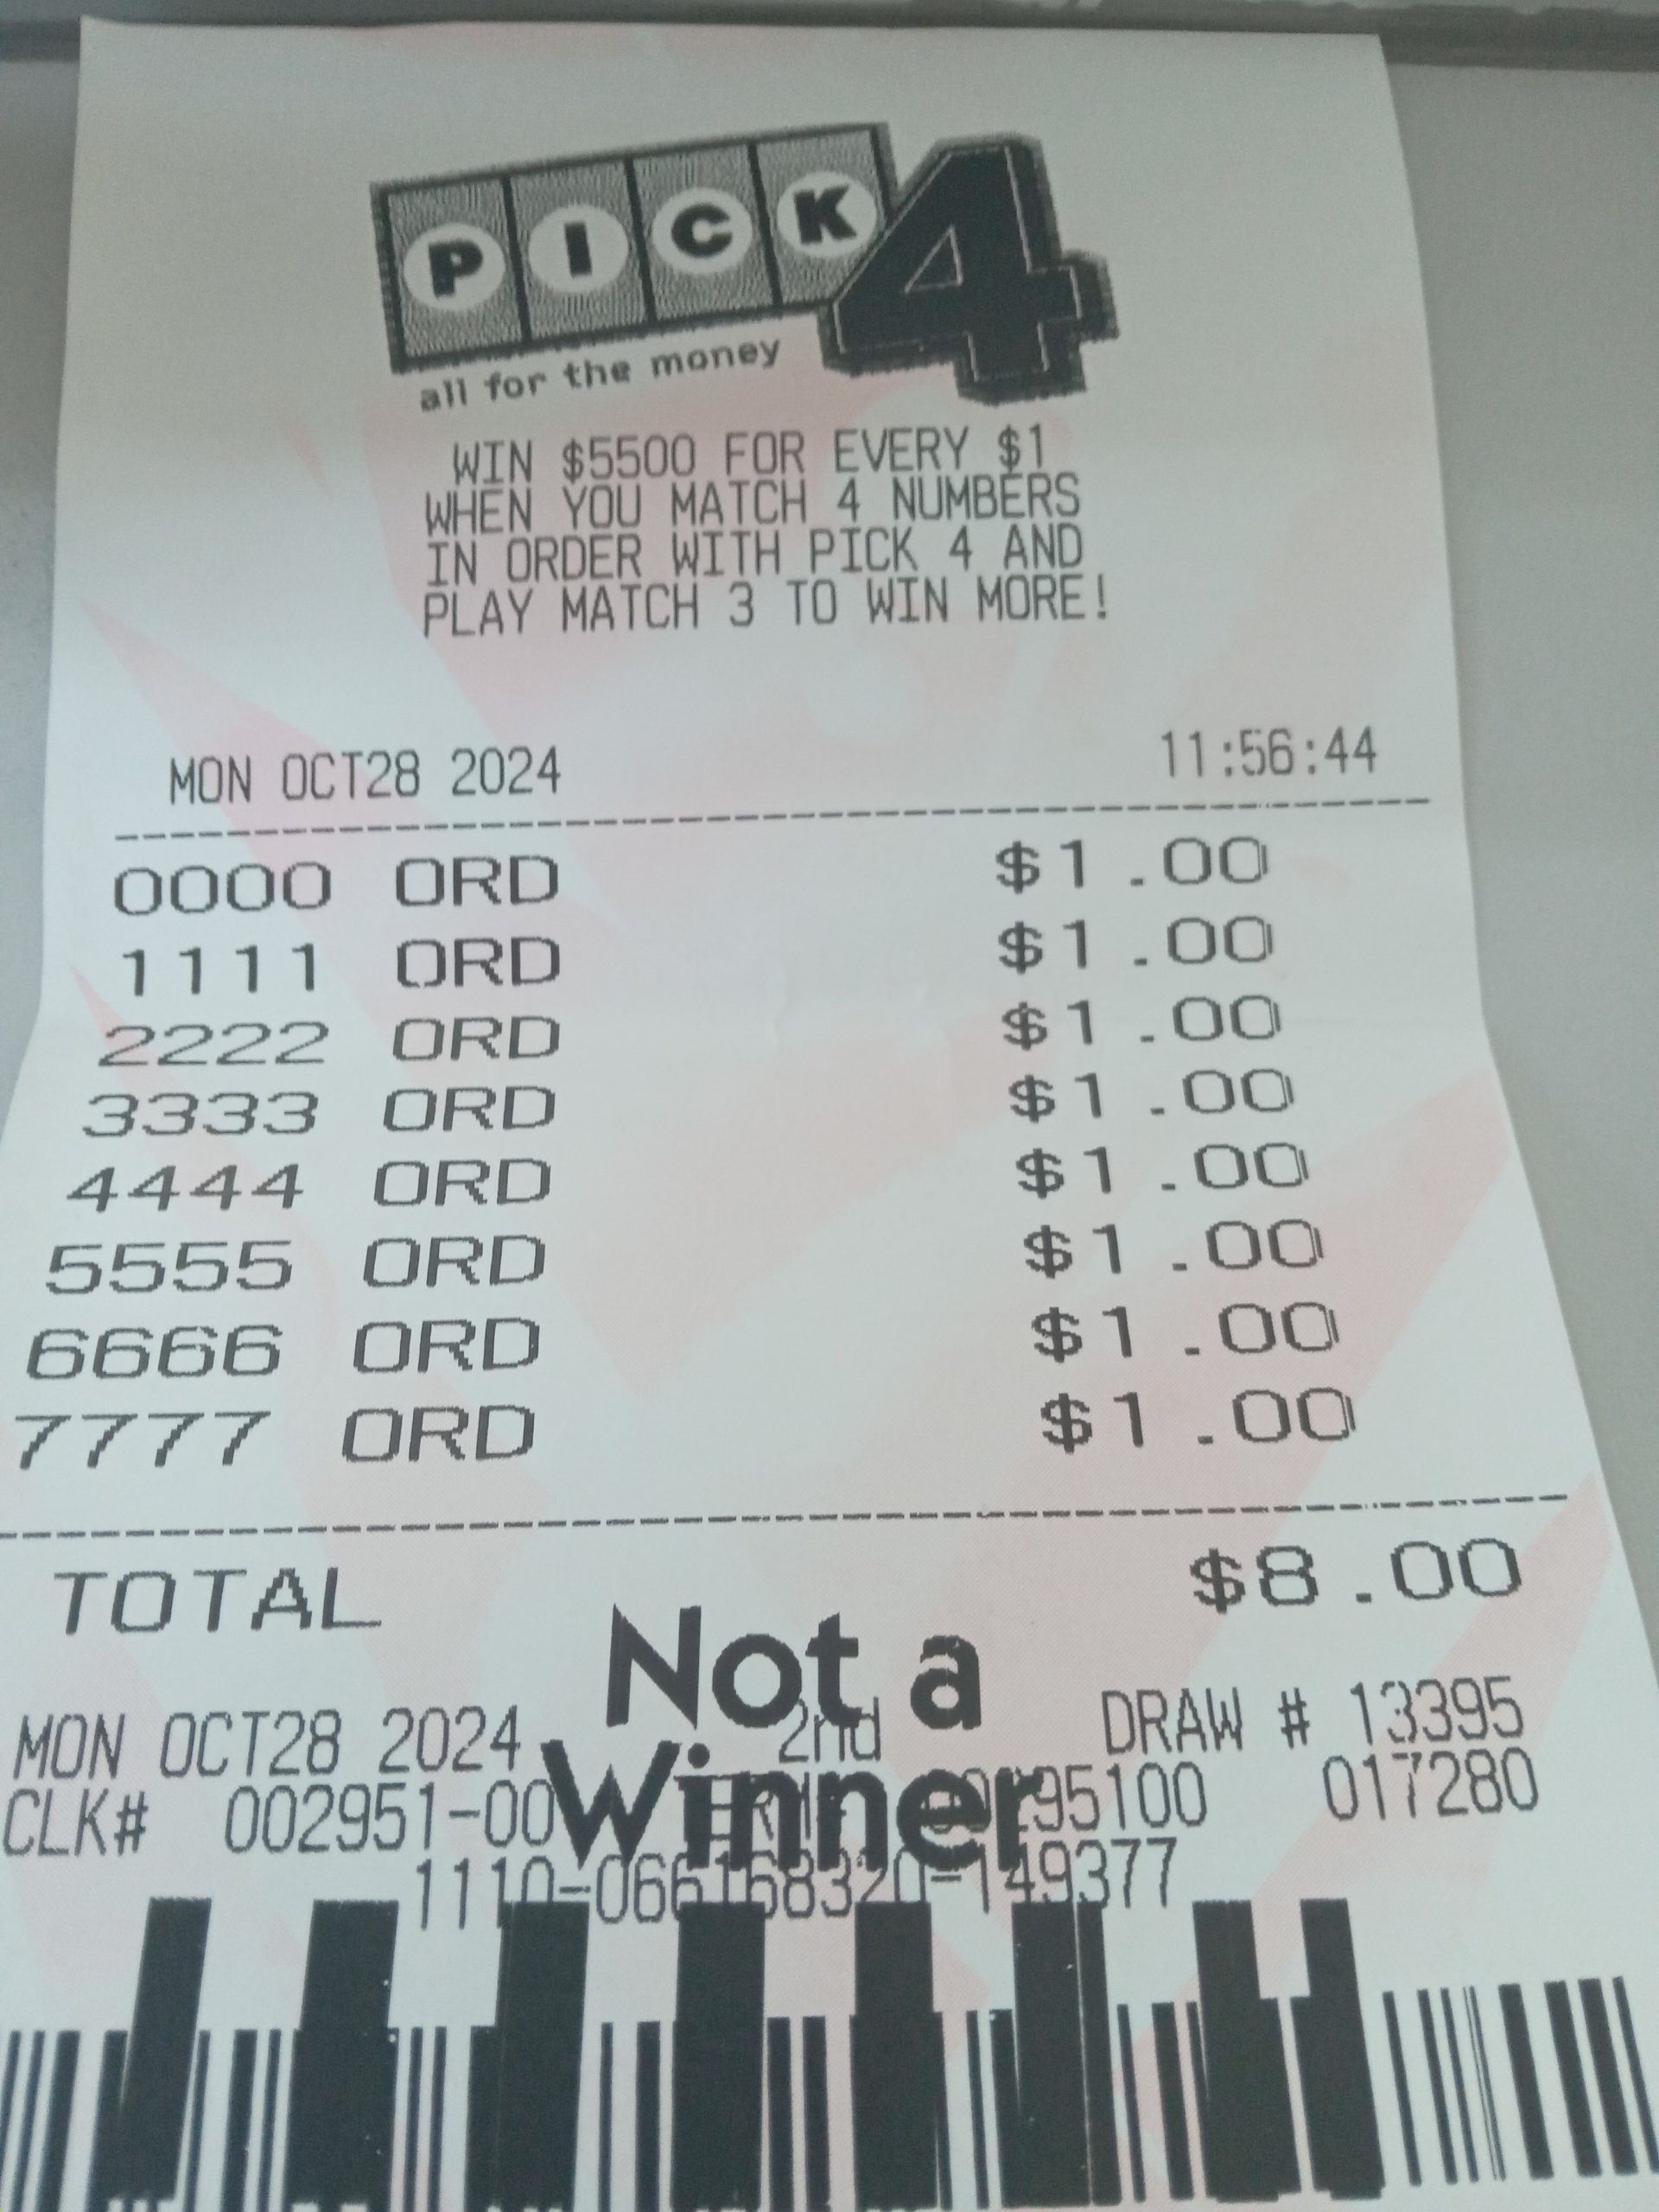 PICK 4
all for the money
WIN $5500 FOR EVERY $1
WHEN YOU MATCH 4 NUMBERS
IN ORDER WITH PICK 4 AND
PLAY MATCH 3 TO WIN MORE!
MON OCT28 2024 11:56:44
0000 ORD $1.00
1111 ORD $1.00
2222 ORD $1.00
3333 ORD $1.00
4444 ORD $1.00
5555 ORD $1.00
6666 ORD $1.00
7777 ORD $1.00
TOTAL $8.00
Not a
MON OCT28 2024 2nd DRAW # 13395
Winner
CLK# 017280
1110-066168320-149377